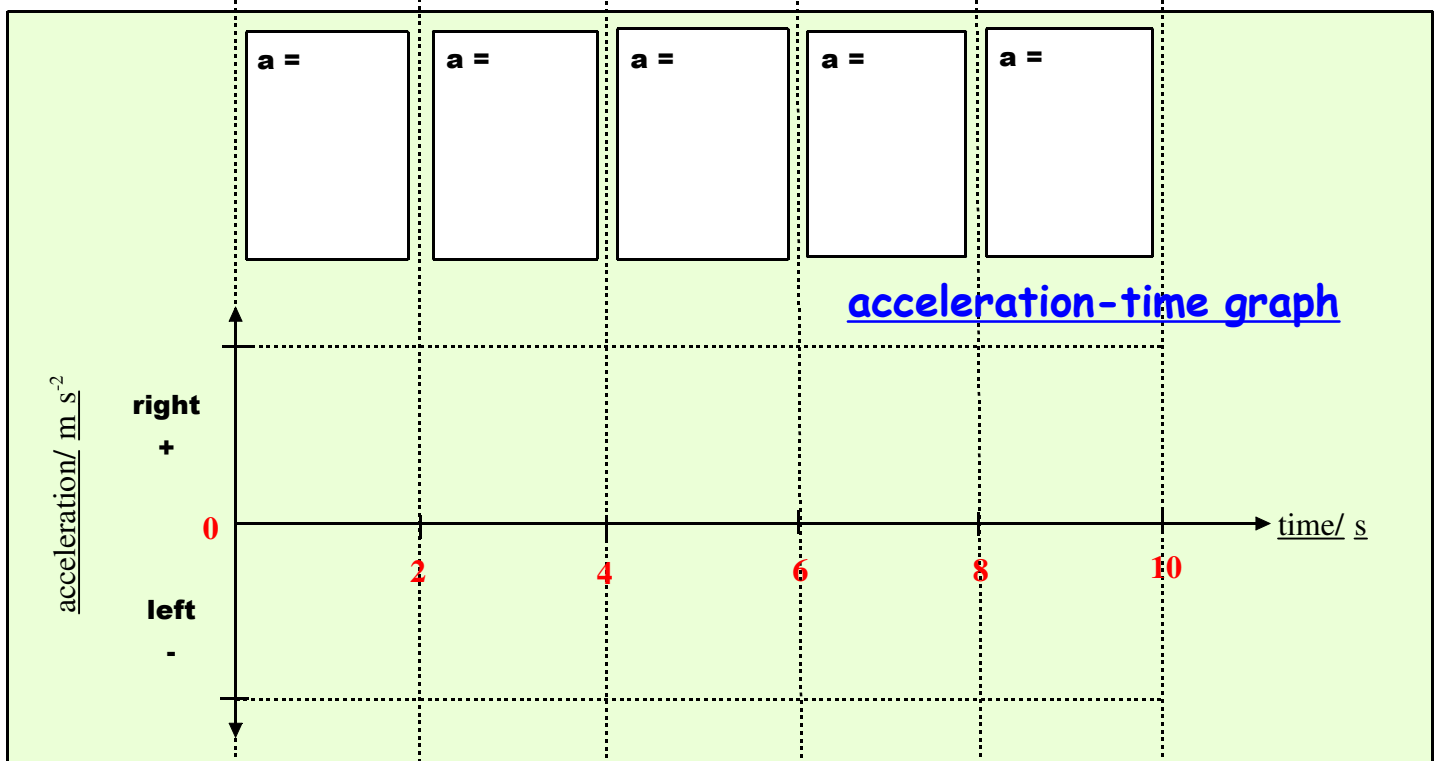 a = a = a = a = a =
acceleration-time graph
acceleration/ m s⁻²
right
+
0
time/ s
2 4 6 8 10
left
-